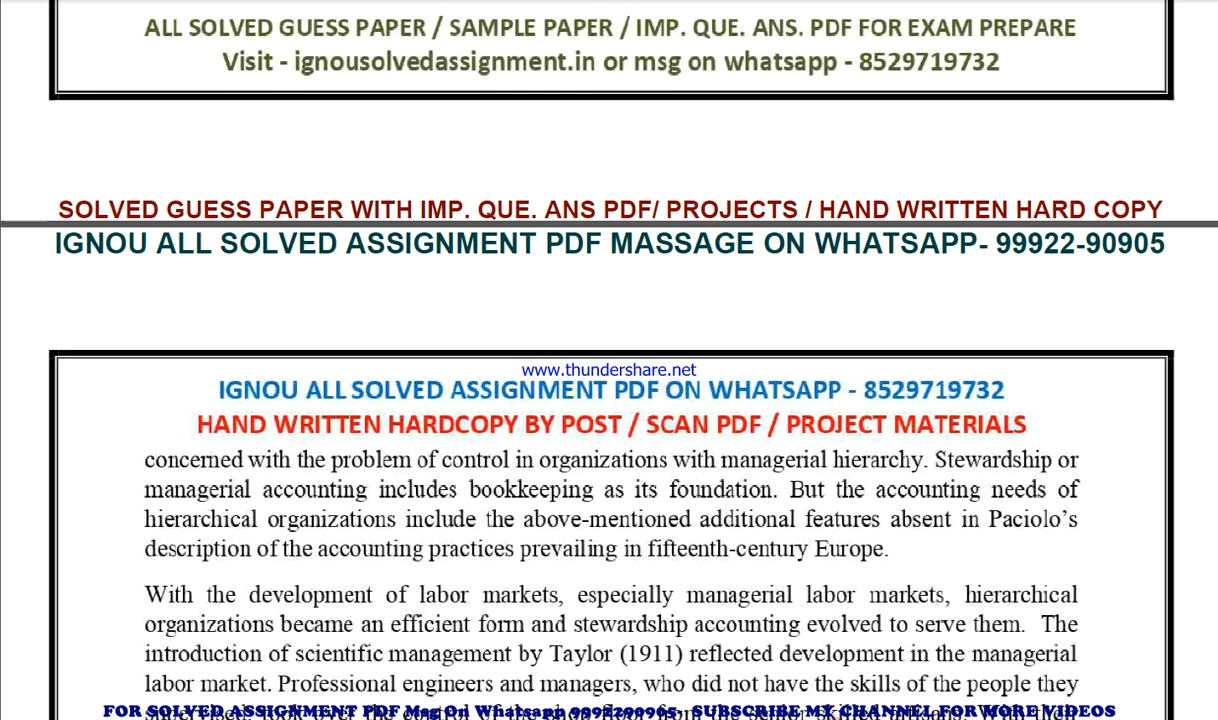 ALL SOLVED GUESS PAPER / SAMPLE PAPER / IMP. QUE. ANS. PDF FOR EXAM PREPARE
Visit - ignousolvedassignment.in or msg on whatsapp - 8529719732
SOLVED GUESS PAPER WITH IMP. QUE. ANS PDF/ PROJECTS / HAND WRITTEN HARD COPY
IGNOU ALL SOLVED ASSIGNMENT PDF MASSAGE ON WHATSAPP- 99922-90905
www.thundershare.net
IGNOU ALL SOLVED ASSIGNMENT PDF ON WHATSAPP - 8529719732
HAND WRITTEN HARDCOPY BY POST / SCAN PDF / PROJECT MATERIALS
concerned with the problem of control in organizations with managerial hierarchy. Stewardship or
managerial accounting includes bookkeeping as its foundation. But the accounting needs of
hierarchical organizations include the above-mentioned additional features absent in Paciolo's
description of the accounting practices prevailing in fifteenth-century Europe.
With the development of labor markets, especially managerial labor markets, hierarchical
organizations became an efficient form and stewardship accounting evolved to serve them. The
introduction of scientific management by Taylor (1911) reflected development in the managerial
labor market. Professional engineers and managers, who did not have the skills of the people they
FOR SOLVED ASSIGNMENT PDF Msg On Whatsapp 9992290905- SUBSCRIBE MY CHANNEL FOR MORE VIDEOS